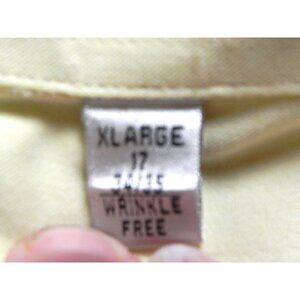 XLARGE
17
34/35
WRINKLE
FREE